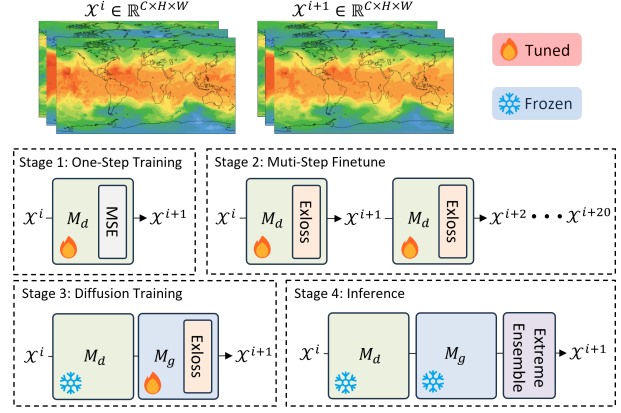 𝒳^i ∈ ℝ^{C×H×W}
𝒳^{i+1} ∈ ℝ^{C×H×W}
Tuned
Frozen
Stage 1: One-Step Training
𝒳^i
M_d
MSE
𝒳^{i+1}
Stage 2: Muti-Step Finetune
𝒳^i
M_d
Exloss
𝒳^{i+1}
M_d
Exloss
𝒳^{i+2} • • • 𝒳^{i+20}
Stage 3: Diffusion Training
𝒳^i
M_d
M_g
Exloss
𝒳^{i+1}
Stage 4: Inference
𝒳^i
M_d
M_g
Extreme
Ensemble
𝒳^{i+1}